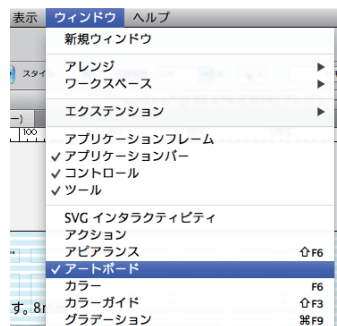 表示 ウィンドウ ヘルプ
新規ウィンドウ
スタイ
アレンジ ▶
ワークスペース ▶
エクステンション ▶
100
アプリケーションフレーム
✓ アプリケーションバー
✓ コントロール
✓ ツール
SVG インタラクティビティ
アクション
アピアランス ⇧F6
✓ アートボード
カラー F6
す。8m
カラーガイド ⇧F3
グラデーション ⌘F9